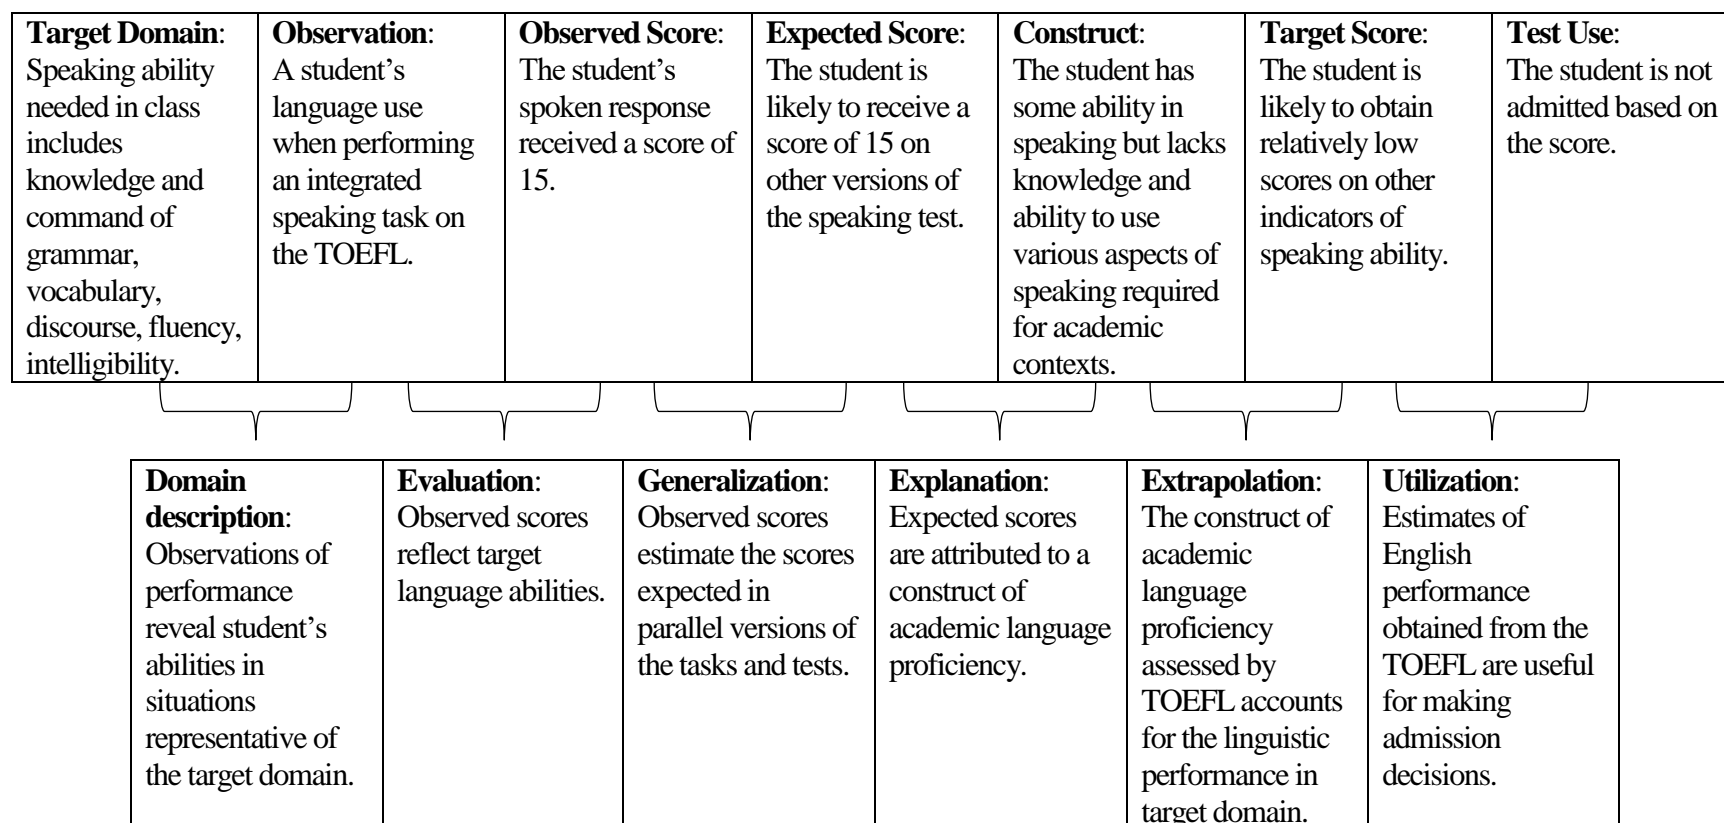 Target Domain:
Speaking ability
needed in class
includes
knowledge and
command of
grammar,
vocabulary,
discourse, fluency,
intelligibility.
Observation:
A student’s
language use
when performing
an integrated
speaking task on
the TOEFL.
Observed Score:
The student’s
spoken response
received a score of
15.
Expected Score:
The student is
likely to receive a
score of 15 on
other versions of
the speaking test.
Construct:
The student has
some ability in
speaking but lacks
knowledge and
ability to use
various aspects of
speaking required
for academic
contexts.
Target Score:
The student is
likely to obtain
relatively low
scores on other
indicators of
speaking ability.
Test Use:
The student is not
admitted based on
the score.
Domain
description:
Observations of
performance
reveal student’s
abilities in
situations
representative of
the target domain.
Evaluation:
Observed scores
reflect target
language abilities.
Generalization:
Observed scores
estimate the scores
expected in
parallel versions of
the tasks and tests.
Explanation:
Expected scores
are attributed to a
construct of
academic language
proficiency.
Extrapolation:
The construct of
academic
language
proficiency
assessed by
TOEFL accounts
for the linguistic
performance in
target domain.
Utilization:
Estimates of
English
performance
obtained from the
TOEFL are useful
for making
admission
decisions.